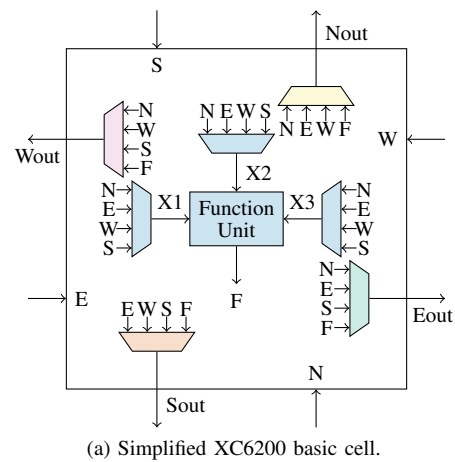 Nout
S
N E W S
N E W F
N
W
S
F
W
Wout
X2
N
E
W
S
X1
Function
Unit
X3
N
E
W
S
F
N
E
S
F
E
E W S F
Eout
N
Sout
(a) Simplified XC6200 basic cell.